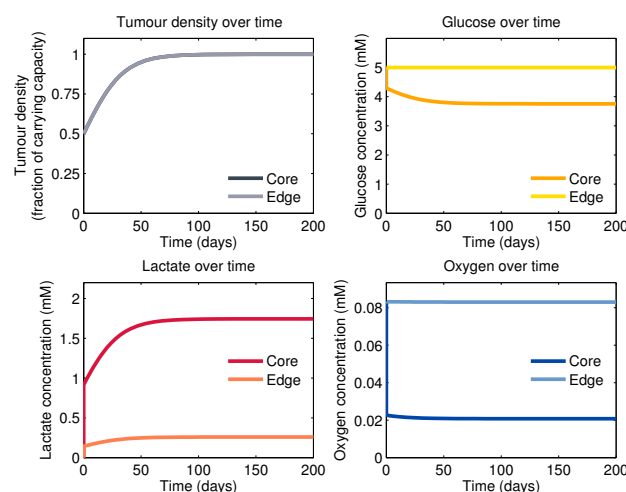 Tumour density over time
Tumour density
(fraction of carrying capacity)
1
0.75
0.5
0.25
0
0 50 100 150 200
Time (days)
Core
Edge
Glucose over time
Glucose concentration (mM)
6
5
4
3
2
1
0
0 50 100 150 200
Time (days)
Core
Edge
Lactate over time
Lactate concentration (mM)
2
1.5
1
0.5
0
0 50 100 150 200
Time (days)
Core
Edge
Oxygen over time
Oxygen concentration (mM)
0.08
0.06
0.04
0.02
0
0 50 100 150 200
Time (days)
Core
Edge